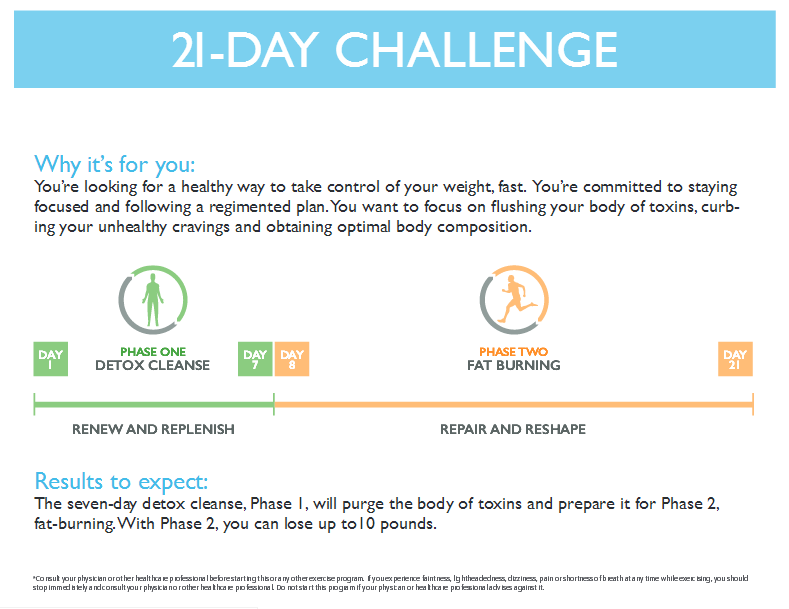 21-DAY CHALLENGE
Why it's for you:
You're looking for a healthy way to take control of your weight, fast. You're committed to staying
focused and following a regimented plan. You want to focus on flushing your body of toxins, curb-
ing your unhealthy cravings and obtaining optimal body composition.
DAY 1
PHASE ONE
DETOX CLEANSE
DAY 7
DAY 8
PHASE TWO
FAT BURNING
DAY 21
RENEW AND REPLENISH
REPAIR AND RESHAPE
Results to expect:
The seven-day detox cleanse, Phase 1, will purge the body of toxins and prepare it for Phase 2,
fat-burning. With Phase 2, you can lose up to10 pounds.
*Consult your physician or other healthcare professional before starting this or any other exercise program. If you experience faintness, lightheadedness, dizziness, pain or shortness of breath at any time while exercising, you should
stop immediately and consult your physician or other healthcare professional. Do not start this program if your physician or healthcare professional advises against it.